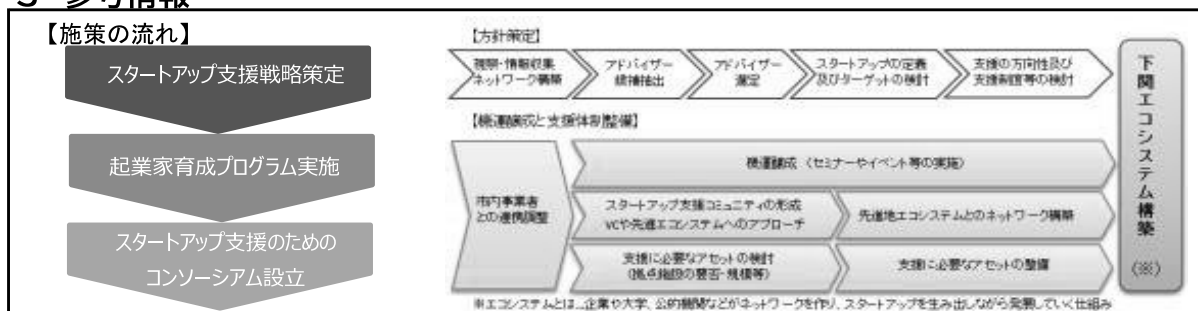 3 参考情報
【施策の流れ】
スタートアップ支援戦略策定
起業家育成プログラム実施
スタートアップ支援のための
コンソーシアム設立
【方針策定】
視察・情報収集
ネットワーク構築
アドバイザー
候補抽出
アドバイザー
選定
スタートアップの定義
及びターゲットの検討
支援の方向性及び
支援制度等の検討
【機運醸成と支援体制整備】
市内事業者
との連携調整
機運醸成（セミナーやイベント等の実施）
スタートアップ支援コミュニティの形成
VCや先進エコシステムへのアプローチ
先進地エコシステムとのネットワーク構築
支援に必要なアセットの検討
(拠点施設の要否・規模等)
支援に必要なアセットの整備
下関エコシステム構築
(※)
※エコシステムとは…企業や大学、公的機関などがネットワークを作り、スタートアップを生み出しながら発展していく仕組み